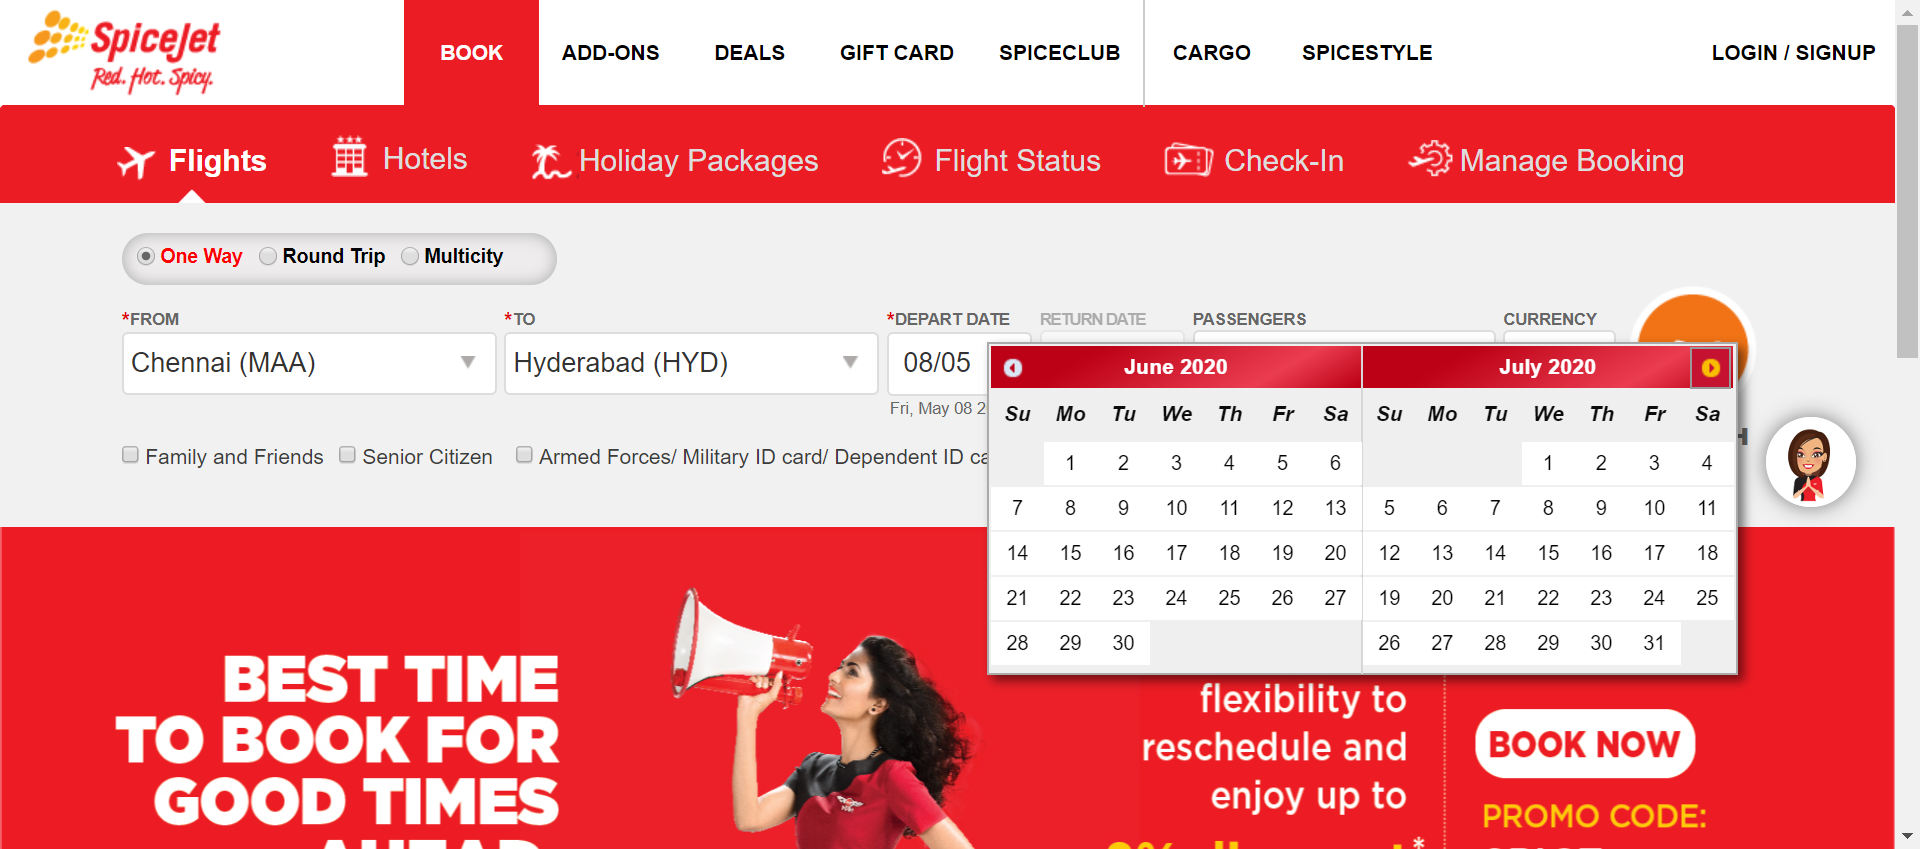 SpiceJet
Red. Hot. Spicy.
BOOK ADD-ONS DEALS GIFT CARD SPICECLUB CARGO SPICESTYLE LOGIN / SIGNUP
Flights Hotels Holiday Packages Flight Status Check-In Manage Booking
One Way Round Trip Multicity
*FROM *TO *DEPART DATE RETURN DATE PASSENGERS CURRENCY
Chennai (MAA) Hyderabad (HYD) 08/05
Fri, May 08 2
Family and Friends Senior Citizen Armed Forces/ Military ID card/ Dependent ID ca
June 2020
Su Mo Tu We Th Fr Sa
1 2 3 4 5 6
7 8 9 10 11 12 13
14 15 16 17 18 19 20
21 22 23 24 25 26 27
28 29 30
July 2020
Su Mo Tu We Th Fr Sa
1 2 3 4
5 6 7 8 9 10 11
12 13 14 15 16 17 18
19 20 21 22 23 24 25
26 27 28 29 30 31
H
BEST TIME
TO BOOK FOR
GOOD TIMES
AHEAD
flexibility to
reschedule and
enjoy up to
BOOK NOW
PROMO CODE: